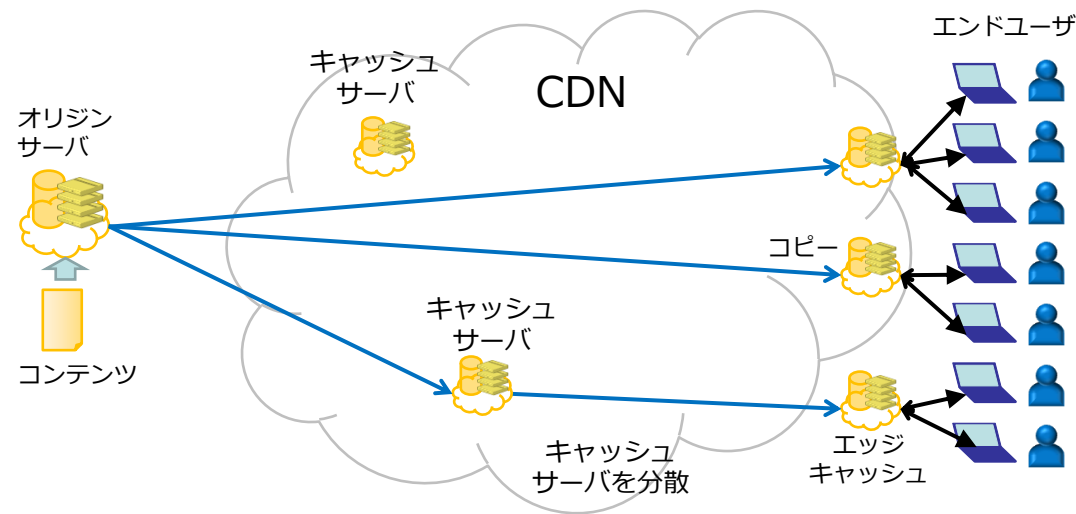 エンドユーザ
キャッシュ
サーバ
CDN
オリジン
サーバ
コピー
キャッシュ
サーバ
コンテンツ
キャッシュ
サーバを分散
エッジ
キャッシュ